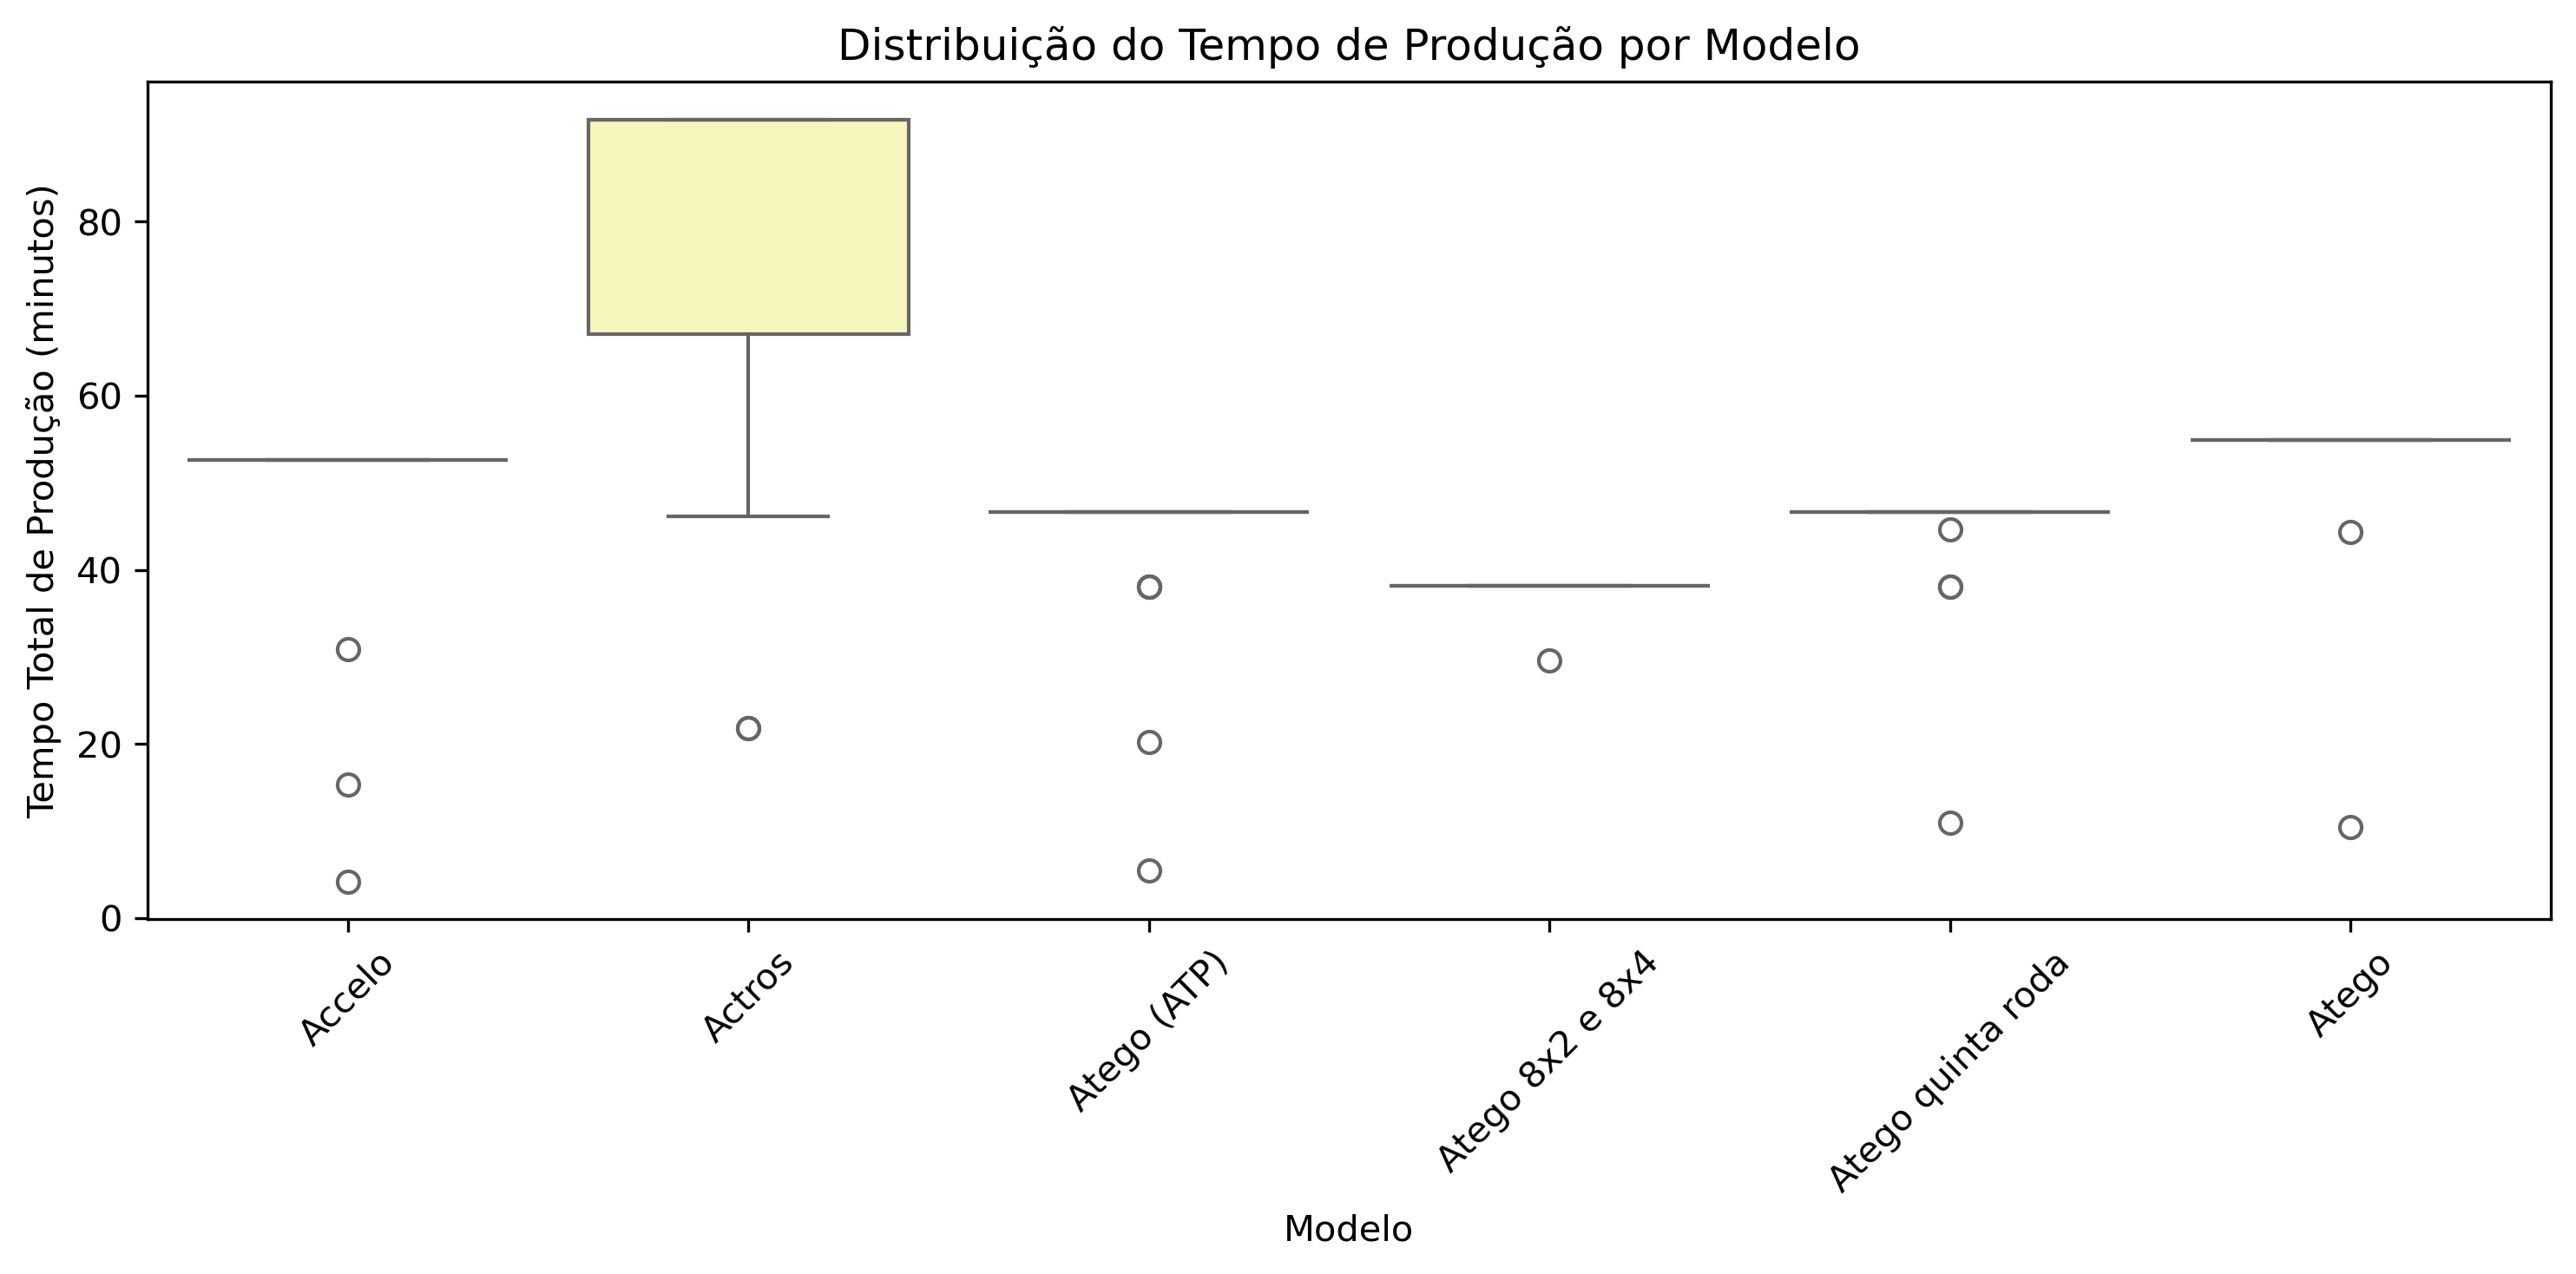 Distribuição do Tempo de Produção por Modelo
Tempo Total de Produção (minutos)
80
60
40
20
0
Accelo
Actros
Atego (ATP)
Atego 8x2 e 8x4
Atego quinta roda
Atego
Modelo